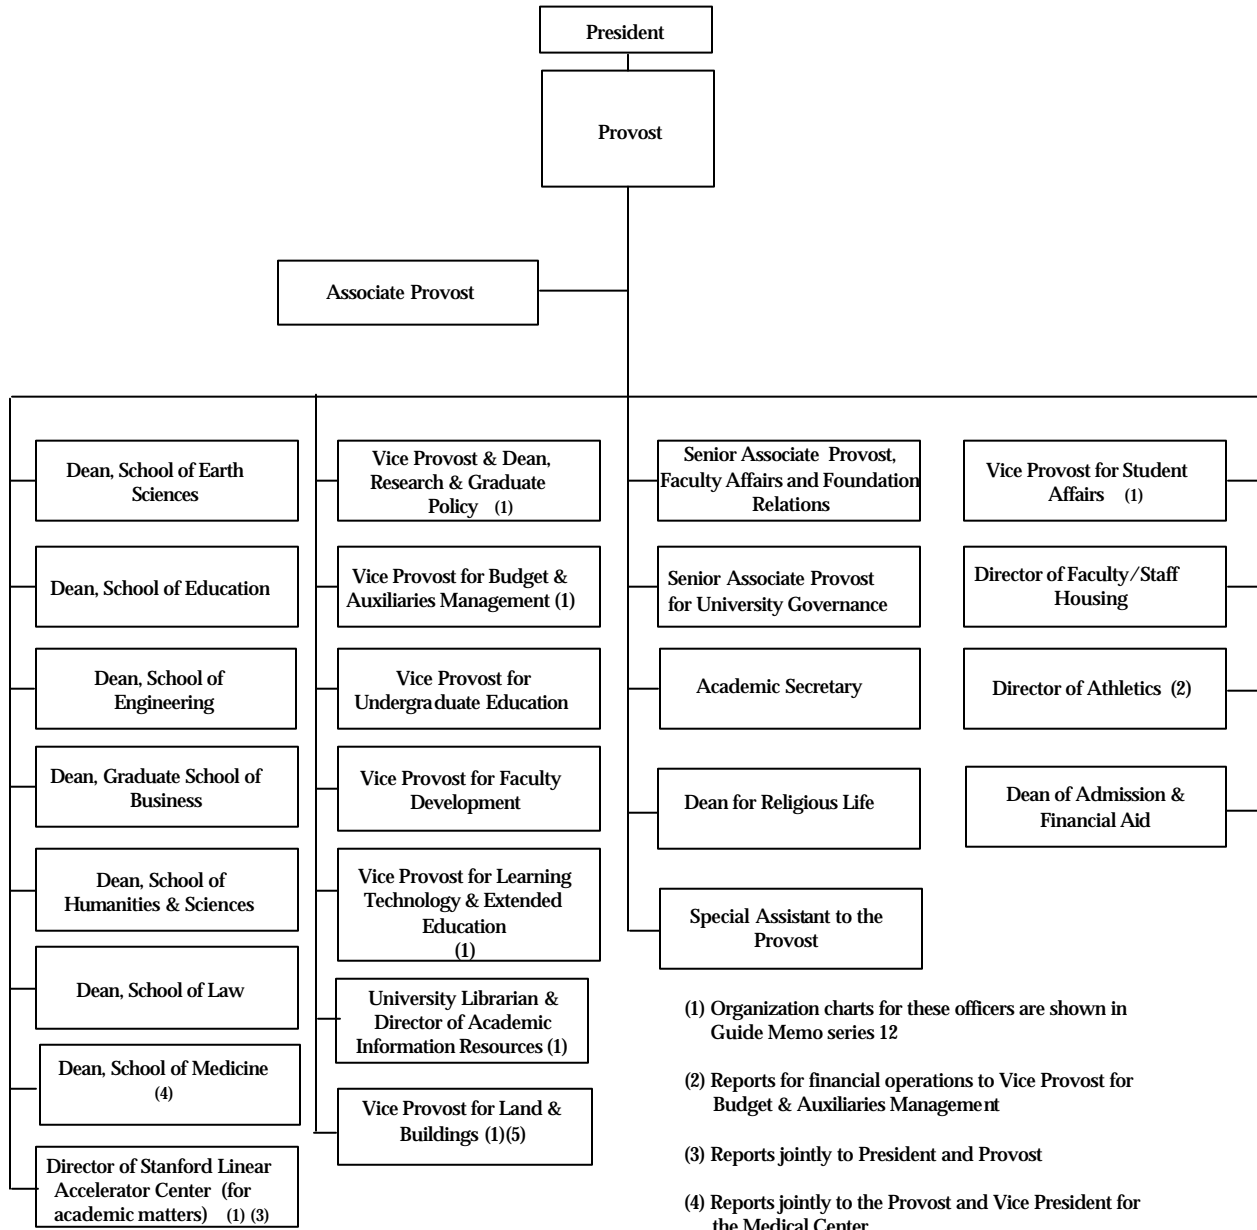 President
Provost
Associate Provost
Dean, School of Earth
Sciences
Dean, School of Education
Dean, School of
Engineering
Dean, Graduate School of
Business
Dean, School of
Humanities & Sciences
Dean, School of Law
Dean, School of Medicine
(4)
Director of Stanford Linear
Accelerator Center (for
academic matters) (1) (3)
Vice Provost & Dean,
Research & Graduate
Policy (1)
Vice Provost for Budget &
Auxiliaries Management (1)
Vice Provost for
Undergraduate Education
Vice Provost for Faculty
Development
Vice Provost for Learning
Technology & Extended
Education
(1)
University Librarian &
Director of Academic
Information Resources (1)
Vice Provost for Land &
Buildings (1)(5)
Senior Associate Provost,
Faculty Affairs and Foundation
Relations
Senior Associate Provost
for University Governance
Academic Secretary
Dean for Religious Life
Special Assistant to the
Provost
Vice Provost for Student
Affairs (1)
Director of Faculty/Staff
Housing
Director of Athletics (2)
Dean of Admission &
Financial Aid
(1) Organization charts for these officers are shown in
Guide Memo series 12
(2) Reports for financial operations to Vice Provost for
Budget & Auxiliaries Management
(3) Reports jointly to President and Provost
(4) Reports jointly to the Provost and Vice President for
the Medical Center